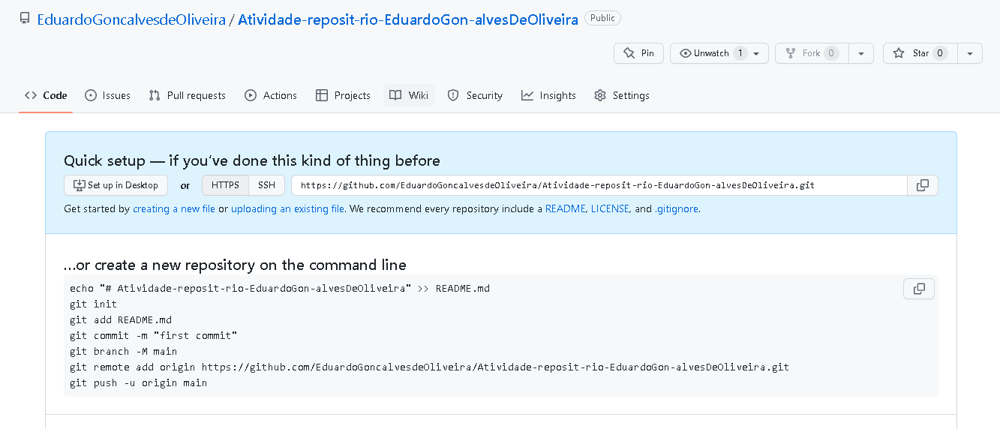 EduardoGoncalvesdeOliveira / Atividade-reposit-rio-EduardoGon-alvesDeOliveira Public
Pin Unwatch 1 Fork 0 Star 0
Code Issues Pull requests Actions Projects Wiki Security Insights Settings
Quick setup — if you’ve done this kind of thing before
Set up in Desktop or HTTPS SSH https://github.com/EduardoGoncalvesdeOliveira/Atividade-reposit-rio-EduardoGon-alvesDeOliveira.git
Get started by creating a new file or uploading an existing file. We recommend every repository include a README, LICENSE, and .gitignore.
…or create a new repository on the command line
echo "# Atividade-reposit-rio-EduardoGon-alvesDeOliveira" >> README.md
git init
git add README.md
git commit -m "first commit"
git branch -M main
git remote add origin https://github.com/EduardoGoncalvesdeOliveira/Atividade-reposit-rio-EduardoGon-alvesDeOliveira.git
git push -u origin main